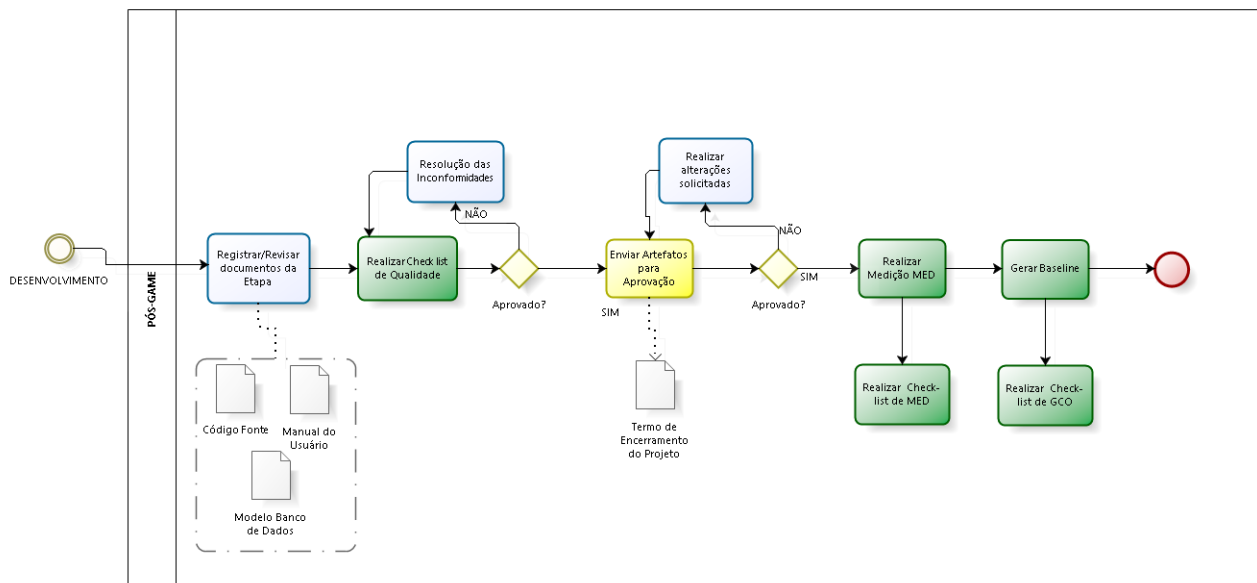 DESENVOLVIMENTO
PÓS-GAME
Registrar/Revisar
documentos da
Etapa
Código Fonte
Manual do
Usuário
Modelo Banco
de Dados
Realizar Check list
de Qualidade
Resolução das
Inconformidades
NÃO
Aprovado?
SIM
Enviar Artefatos
para
Aprovação
Termo de
Encerramento
do Projeto
Realizar
alterações
solicitadas
NÃO
Aprovado?
SIM
Realizar
Medição MED
Realizar Check-
list de MED
Gerar Baseline
Realizar Check-
list de GCO